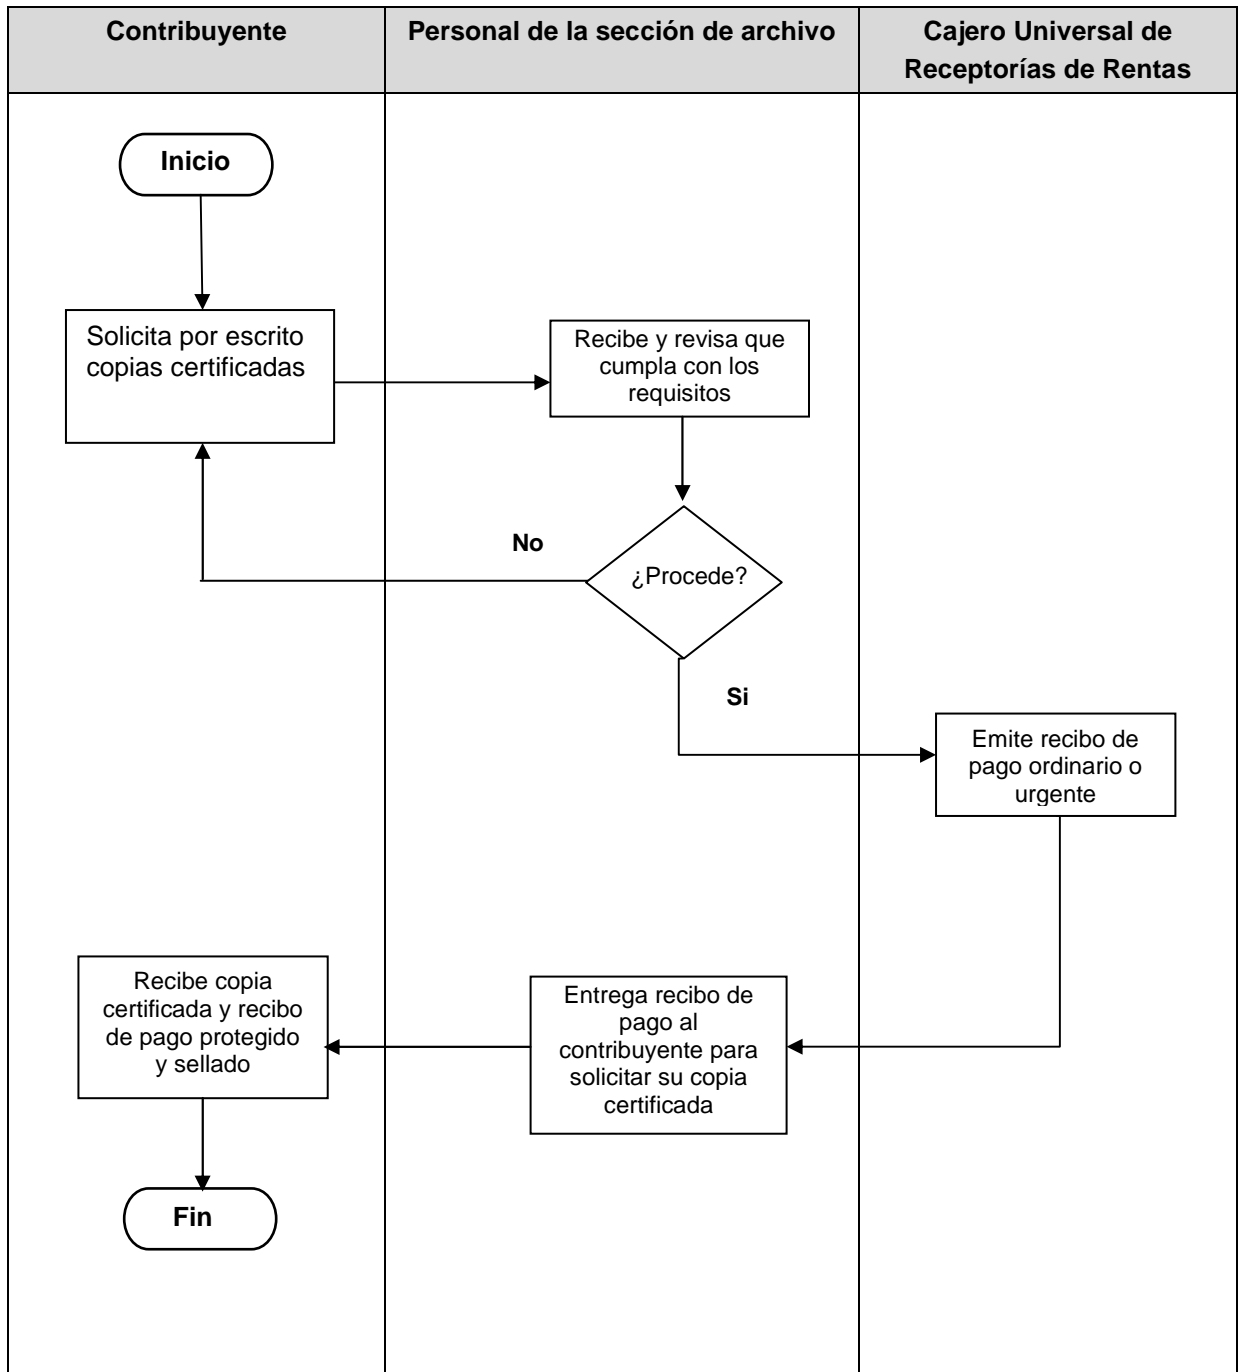 Contribuyente
Personal de la sección de archivo
Cajero Universal de
Receptorías de Rentas
Inicio
Solicita por escrito
copias certificadas
Recibe y revisa que
cumpla con los
requisitos
No
¿Procede?
Si
Emite recibo de
pago ordinario o
urgente
Entrega recibo de
pago al
contribuyente para
solicitar su copia
certificada
Recibe copia
certificada y recibo
de pago protegido
y sellado
Fin